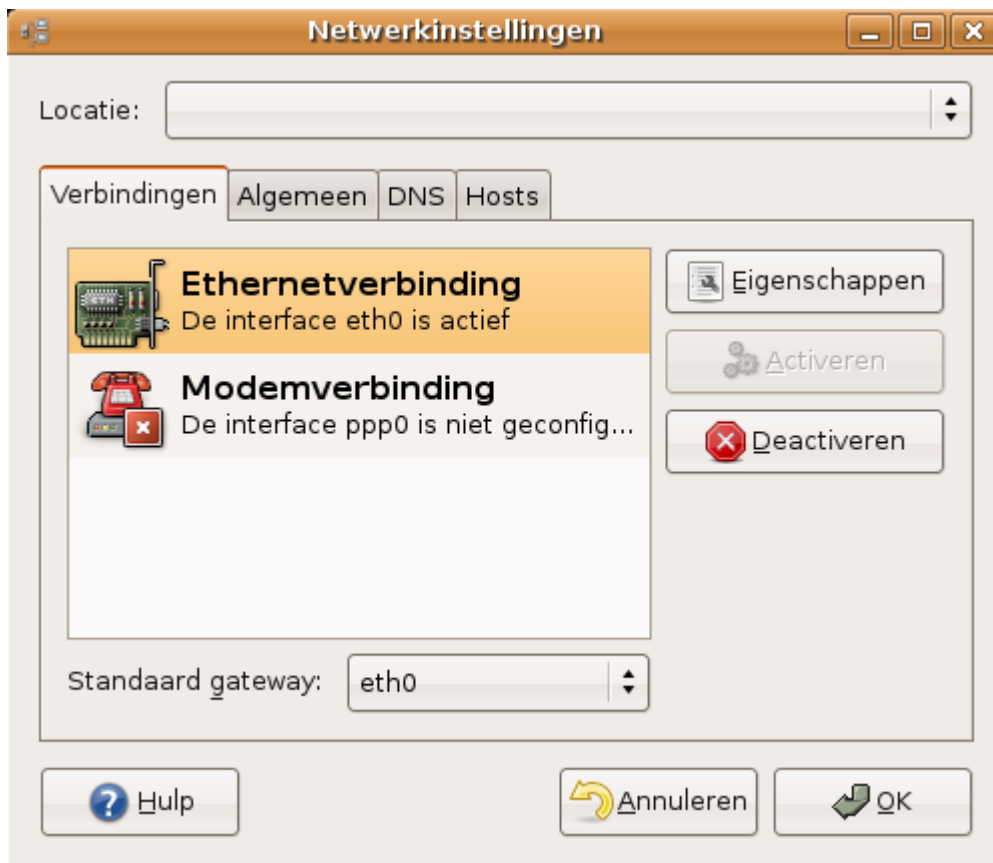 Netwerkinstellingen
Locatie:
Verbindingen Algemeen DNS Hosts
Ethernetverbinding
De interface eth0 is actief
Modemverbinding
De interface ppp0 is niet geconfig...
Eigenschappen
Activeren
Deactiveren
Standaard gateway: eth0
Hulp Annuleren OK